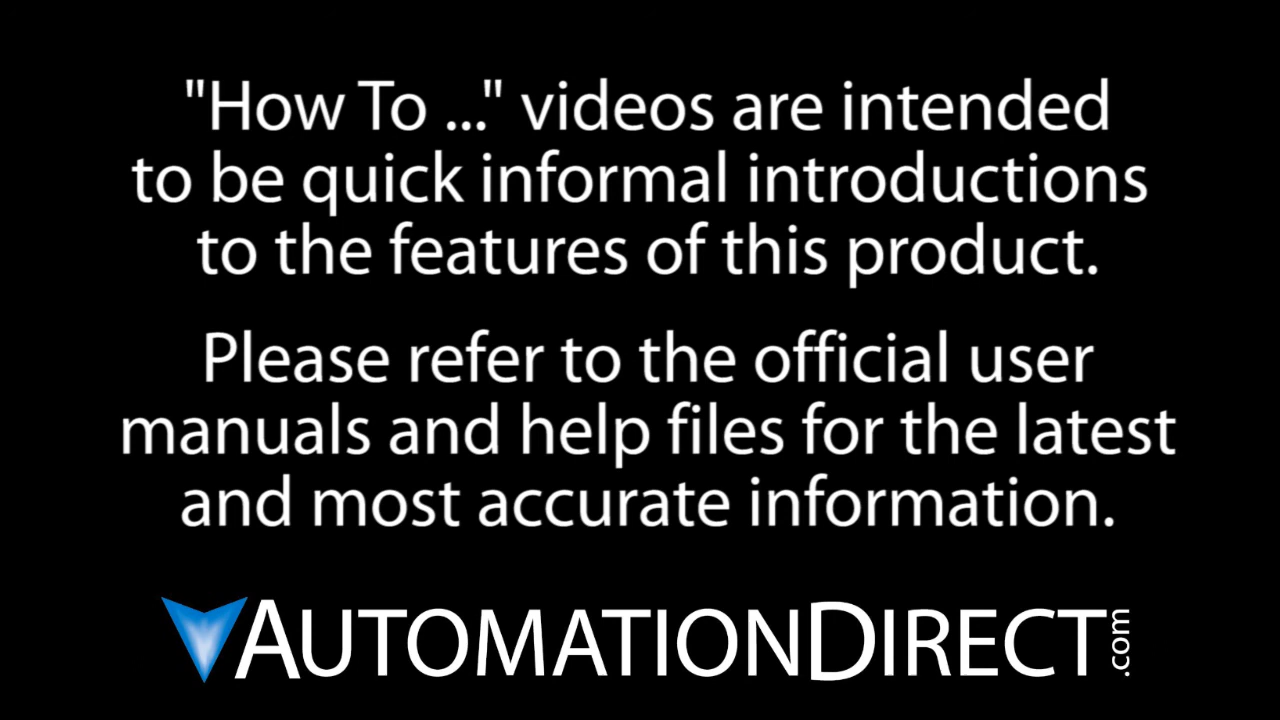 "How To ..." videos are intended
to be quick informal introductions
to the features of this product.
Please refer to the official user
manuals and help files for the latest
and most accurate information.
AUTOMATIONDIRECT.com